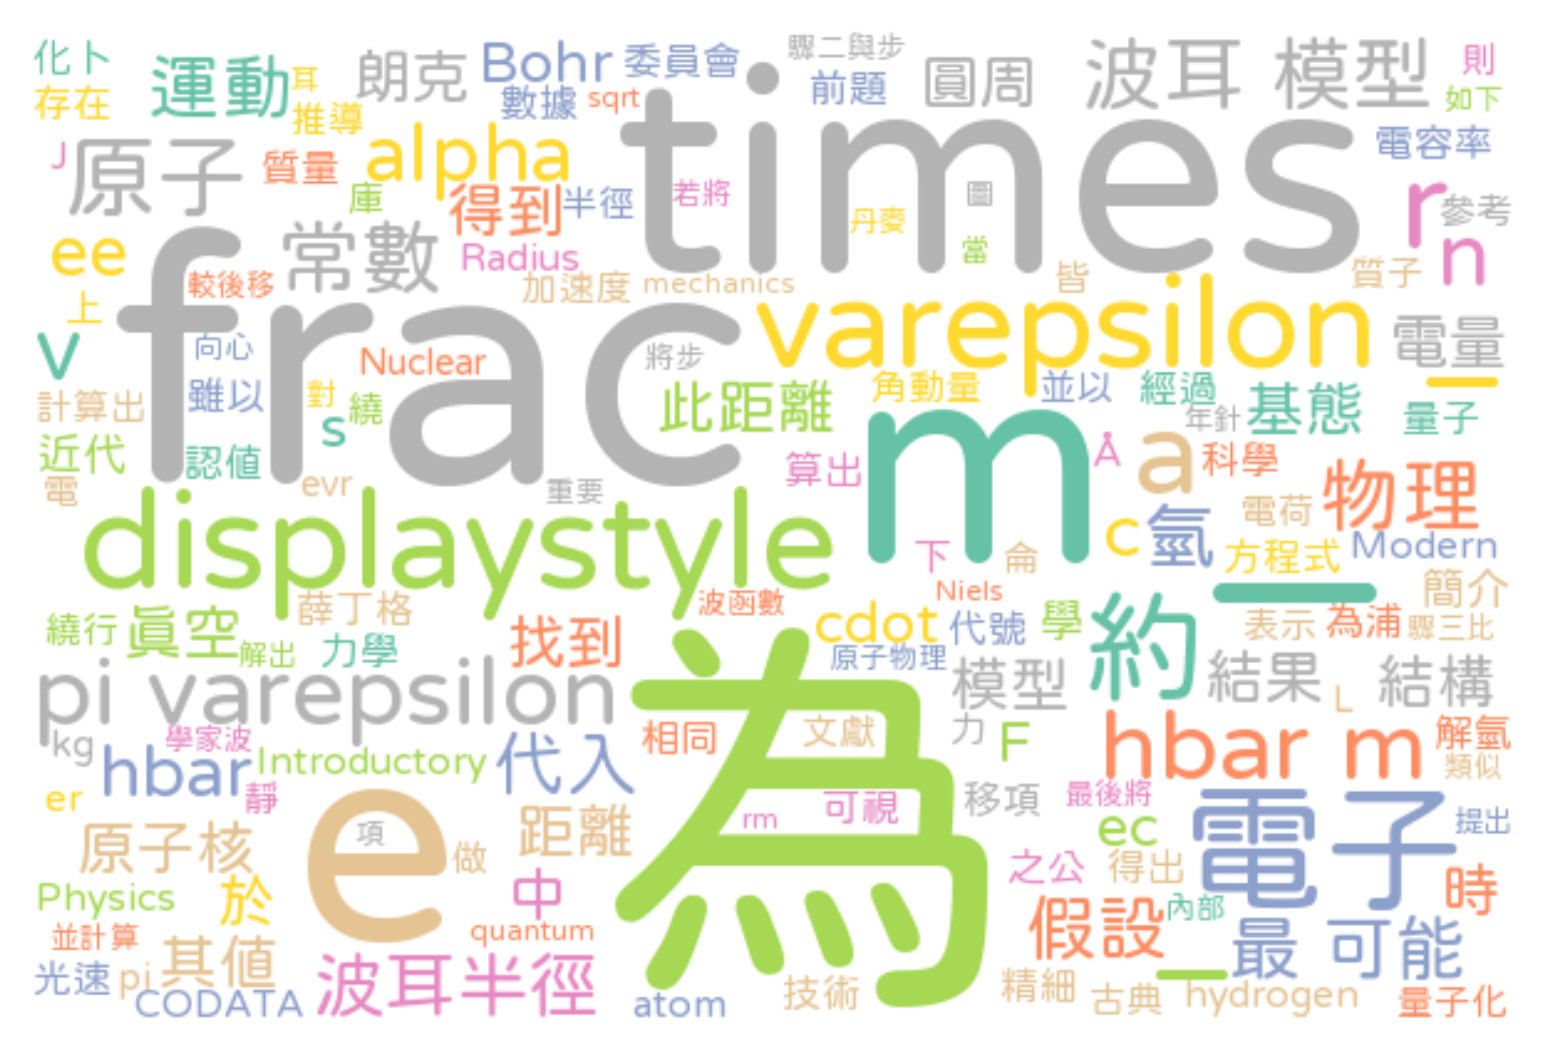 化卜
運動
耳
朗克
Bohr
委員會
驟二與步
圓周
波耳 模型
則
存在
推導
數據
sqrt
前題
如下
times
J
原子
質量
alpha
電容率
庫
得到
半徑
若將
圖
r
參考
丹麥
ee
常數
Radius
當
n
較後移
加速度
mechanics
皆
質子
上
frac
varepsilon
v
向心
Nuclear
將步
電量
計算出
雖以
對
繞
此距離
角動量
並以
經過
基態
量子
_
s
年針
m
近代
認值
算出
Å
a
科學
物理
電
evr
重要
displaystyle
電荷
c
氫
下
侖
方程式
Modern
Niels
_
簡介
薛丁格
波函數
繞行
眞空
解出
力學
找到
cdot
代號
學
約
表示
為浦
驟三比
原子物理
pi varepsilon
為
模型
結果
L
結構
kg
學家波
相同
文獻
力
F
hbar m
解氫
hbar
Introductory
代入
類似
er
靜
rm
可視
移項
最後將
電子
提出
原子核
e
項
做
距離
ec
之公
得出
Physics
於
中
時
並計算
quantum
假設
內部
其值
最
可能
光速
pi
波耳半徑
技術
精細
_
古典
hydrogen
CODATA
atom
量子化